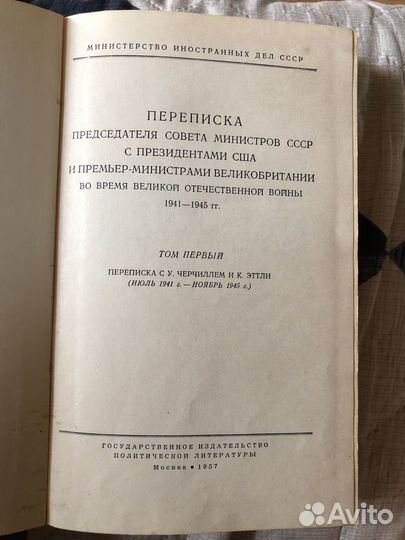 МИНИСТЕРСТВО ИНОСТРАННЫХ ДЕЛ СССР
ПЕРЕПИСКА
ПРЕДСЕДАТЕЛЯ СОВЕТА МИНИСТРОВ СССР
С ПРЕЗИДЕНТАМИ США
И ПРЕМЬЕР-МИНИСТРАМИ ВЕЛИКОБРИТАНИИ
ВО ВРЕМЯ ВЕЛИКОЙ ОТЕЧЕСТВЕННОЙ ВОЙНЫ
1941—1945 гг.
ТОМ ПЕРВЫЙ
ПЕРЕПИСКА С У. ЧЕРЧИЛЛЕМ И К. ЭТТЛИ
(ИЮЛЬ 1941 г. — НОЯБРЬ 1945 г.)
ГОСУДАРСТВЕННОЕ ИЗДАТЕЛЬСТВО
ПОЛИТИЧЕСКОЙ ЛИТЕРАТУРЫ
Москва • 1957
Avito